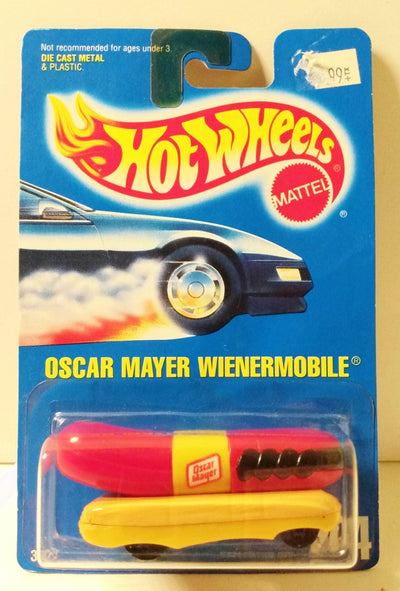 Not recommended for ages under 3.
DIE CAST METAL
& PLASTIC.
99¢
HOT WHEELS®
MATTEL
®
OSCAR MAYER WIENERMOBILE®
Oscar
Mayer